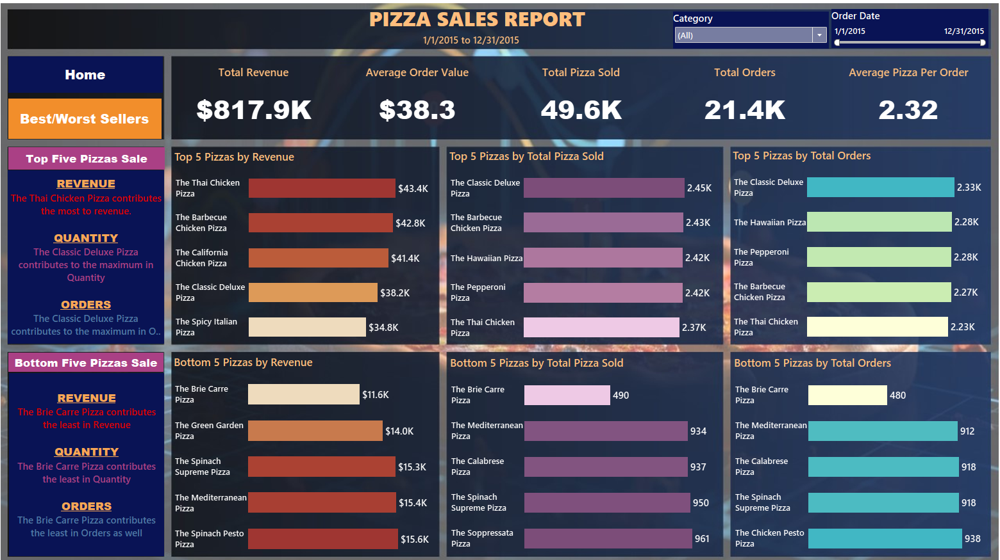 PIZZA SALES REPORT
1/1/2015 to 12/31/2015
Category
(All)
Order Date
1/1/2015
12/31/2015
Home
Best/Worst Sellers
Total Revenue
$817.9K
Average Order Value
$38.3
Total Pizza Sold
49.6K
Total Orders
21.4K
Average Pizza Per Order
2.32
Top Five Pizzas Sale
REVENUE
The Thai Chicken Pizza contributes
the most to revenue.
QUANTITY
The Classic Deluxe Pizza
contributes to the maximum in
Quantity
ORDERS
The Classic Deluxe Pizza
contributes to the maximum in O..
Top 5 Pizzas by Revenue
The Thai Chicken
Pizza
$43.4K
The Barbecue
Chicken Pizza
$42.8K
The California
Chicken Pizza
$41.4K
The Classic Deluxe
Pizza
$38.2K
The Spicy Italian
Pizza
$34.8K
Top 5 Pizzas by Total Pizza Sold
The Classic Deluxe
Pizza
2.45K
The Barbecue
Chicken Pizza
2.43K
The Hawaiian Pizza
2.42K
The Pepperoni
Pizza
2.42K
The Thai Chicken
Pizza
2.37K
Top 5 Pizzas by Total Orders
The Classic Deluxe
Pizza
2.33K
The Hawaiian Pizza
2.28K
The Pepperoni
Pizza
2.28K
The Barbecue
Chicken Pizza
2.27K
The Thai Chicken
Pizza
2.23K
Bottom Five Pizzas Sale
REVENUE
The Brie Carre Pizza contributes
the least in Revenue
QUANTITY
The Brie Carre Pizza contributes
the least in Quantity
ORDERS
The Brie Carre Pizza contributes
the least in Orders as well
Bottom 5 Pizzas by Revenue
The Brie Carre
Pizza
$11.6K
The Green Garden
Pizza
$14.0K
The Spinach
Supreme Pizza
$15.3K
The Mediterranean
Pizza
$15.4K
The Spinach Pesto
Pizza
$15.6K
Bottom 5 Pizzas by Total Pizza Sold
The Brie Carre
Pizza
490
The Mediterranean
Pizza
934
The Calabrese
Pizza
937
The Spinach
Supreme Pizza
950
The Soppressata
Pizza
961
Bottom 5 Pizzas by Total Orders
The Brie Carre
Pizza
480
The Mediterranean
Pizza
912
The Calabrese
Pizza
918
The Spinach
Supreme Pizza
918
The Chicken Pesto
Pizza
938